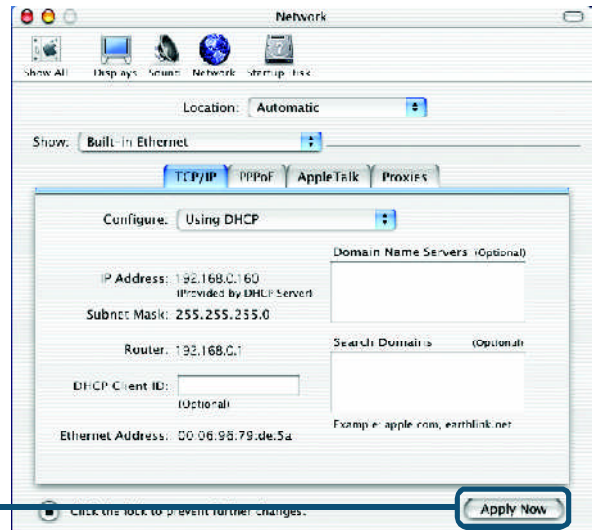 Network
Show All Displays Sound Network Startup Disk
Location: Automatic
Show: Built-in Ethernet
TCP/IP PPPoE AppleTalk Proxies
Configure: Using DHCP
Domain Name Servers (Optional)
IP Address: 192.168.0.160
(Provided by DHCP Server)
Subnet Mask: 255.255.255.0
Router: 192.168.0.1
Search Domains (Optional)
DHCP Client ID:
(Optional)
Example: apple.com, earthlink.net
Ethernet Address: 00:06:96:79:de:5a
Click the lock to prevent further changes.
Apply Now